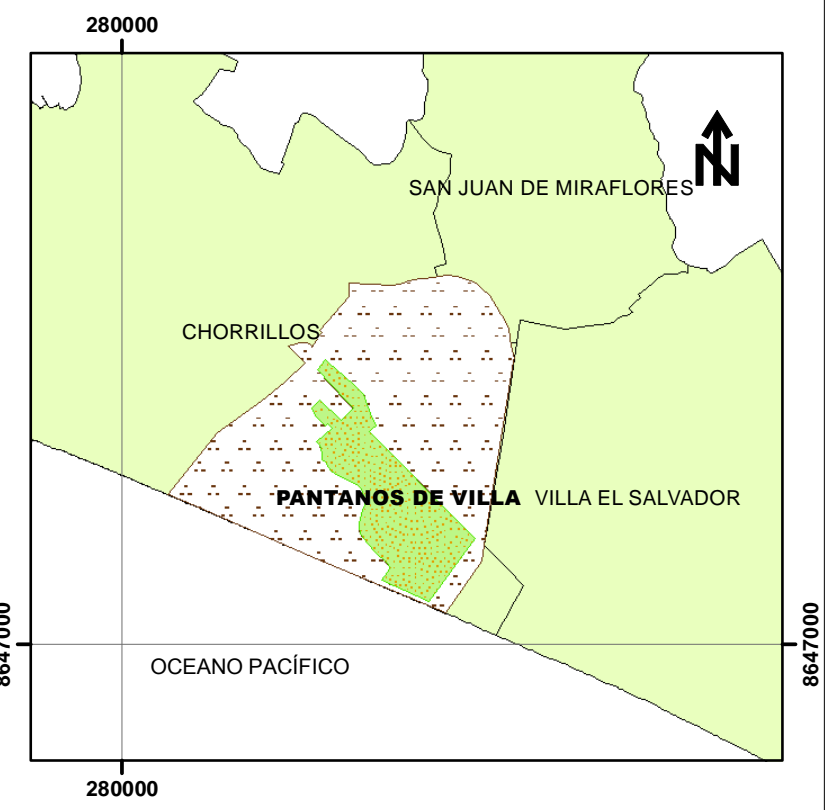 280000
N
SAN JUAN DE MIRAFLORES
CHORRILLOS
PANTANOS DE VILLA
VILLA EL SALVADOR
8647000
8647000
OCEANO PACÍFICO
280000